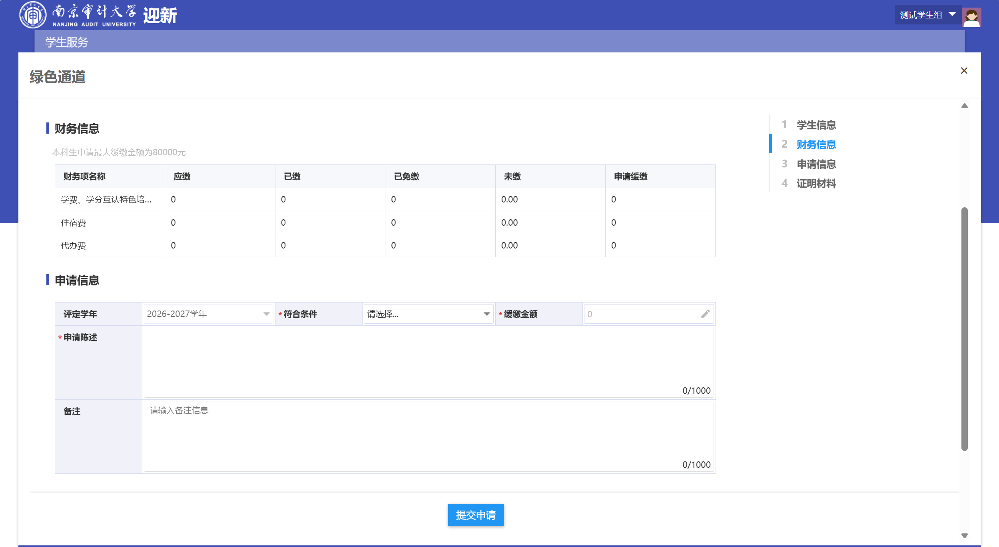 南京审计大学 迎新
NANJING AUDIT UNIVERSITY
测试学生组
学生服务
绿色通道
财务信息
本科生申请最大缓缴金额为80000元
财务项名称 应缴 已缴 已免缴 未缴 申请缓缴
学费、学分互认特色培... 0 0 0 0.00 0
住宿费 0 0 0 0.00 0
代办费 0 0 0 0.00 0
1 学生信息
2 财务信息
3 申请信息
4 证明材料
申请信息
评定学年 2026-2027学年 *符合条件 请选择... *缓缴金额 0
*申请陈述
0/1000
备注 请输入备注信息
0/1000
提交申请